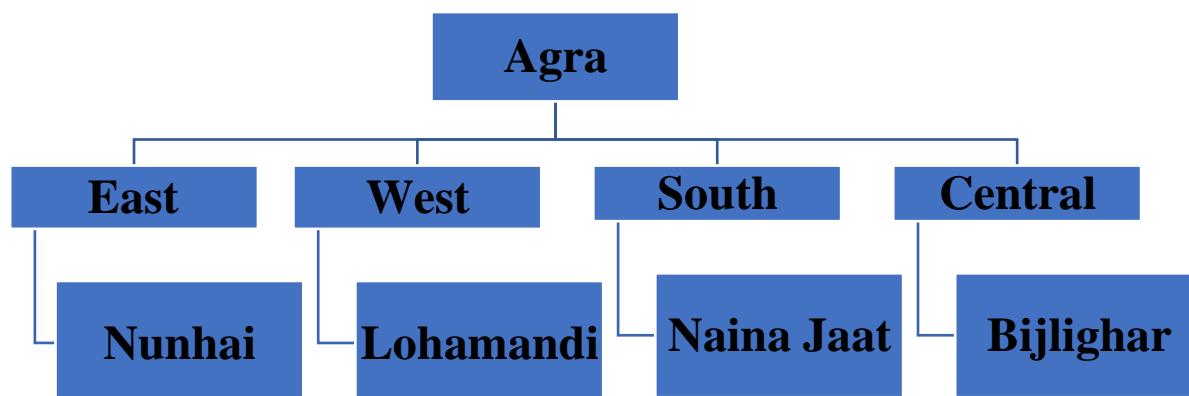 Agra
East
West
South
Central
Nunhai
Lohamandi
Naina Jaat
Bijlighar